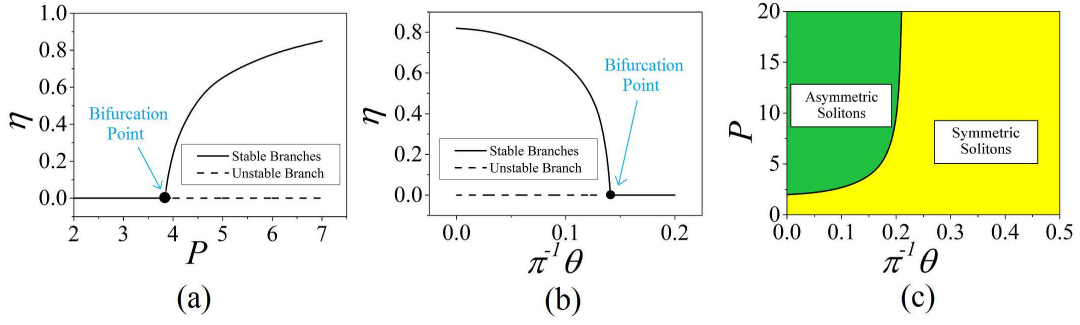 1.0
0.8
0.6
0.4
0.2
0.0
η
Bifurcation
Point
Stable Branches
Unstable Branch
2 3 4 5 6 7
P
(a)
0.8
0.6
0.4
0.2
0.0
η
Bifurcation
Point
Stable Branches
Unstable Branch
0.0 0.1 0.2
π⁻¹θ
(b)
20
15
10
5
0
P
Asymmetric
Solitons
Symmetric
Solitons
0.0 0.1 0.2 0.3 0.4 0.5
π⁻¹θ
(c)